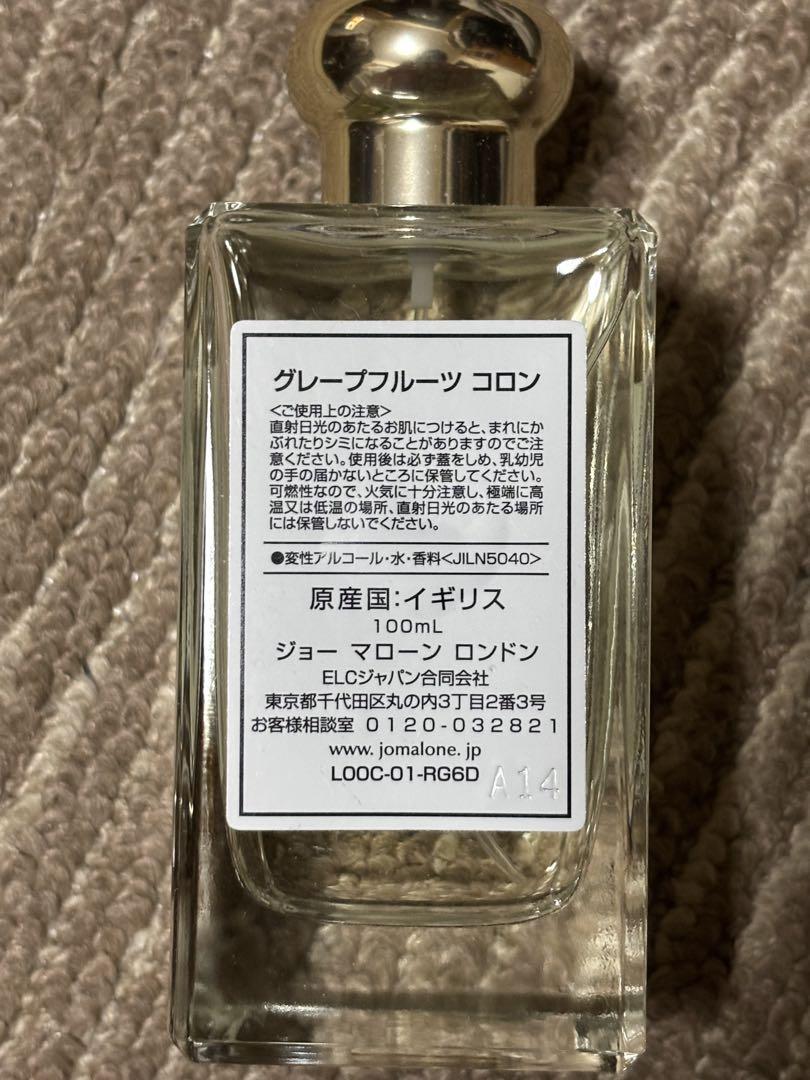 グレープフルーツ コロン
<ご使用上の注意>
直射日光のあたるお肌につけると、まれにか
ぶれたりシミになることがありますのでご注
意ください。使用後は必ず蓋をしめ、乳幼児
の手の届かないところに保管してください。
可燃性なので、火気に十分注意し、極端に高
温又は低温の場所、直射日光のあたる場所
には保管しないでください。
●変性アルコール・水・香料<JILN5040>
原産国:イギリス
100mL
ジョー マローン ロンドン
ELCジャパン合同会社
東京都千代田区丸の内3丁目2番3号
お客様相談室 0120-032821
www. jomalone. jp
LOOC-01-RG6D
A14